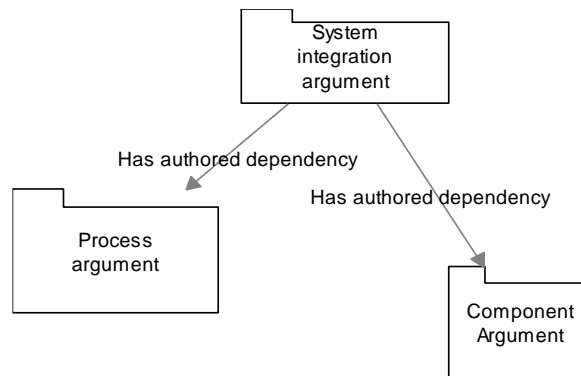 System
integration
argument
Has authored dependency
Has authored dependency
Process
argument
Component
Argument